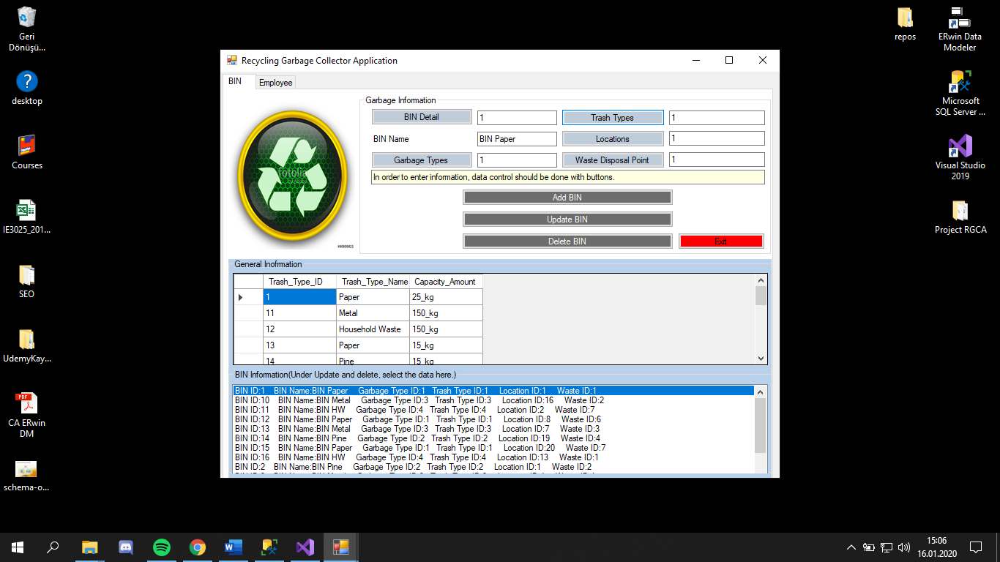 Geri
Dönüşü...
desktop
Courses
IE3025_201...
SEO
UdemyKay...
CA ERwin
DM
schema-o...
repos
ERwin Data
Modeler
Microsoft
SQL Server ...
Visual Studio
2019
Project RGCA
Recycling Garbage Collector Application
BIN Employee
fotolia
#40609821
Garbage Information
BIN Detail 1 Trash Types 1
BIN Name BIN Paper Locations 1
Garbage Types 1 Waste Disposal Point 1
In order to enter infomation, data control should be done with buttons.
Add BIN
Update BIN
Delete BIN Exit
General Inofrmation
Trash_Type_ID Trash_Type_Name Capacity_Amount
1 Paper 25_kg
11 Metal 150_kg
12 Household Waste 150_kg
13 Paper 15_kg
14 Pine 15_kg
BIN Information(Under Update and delete, select the data here.)
BIN ID:1 BIN Name:BIN Paper Garbage Type ID:1 Trash Type ID:1 Location ID:1 Waste ID:1
BIN ID:10 BIN Name:BIN Metal Garbage Type ID:3 Trash Type ID:3 Location ID:16 Waste ID:2
BIN ID:11 BIN Name:BIN HW Garbage Type ID:4 Trash Type ID:4 Location ID:2 Waste ID:7
BIN ID:12 BIN Name:BIN Paper Garbage Type ID:1 Trash Type ID:1 Location ID:8 Waste ID:6
BIN ID:13 BIN Name:BIN Metal Garbage Type ID:3 Trash Type ID:3 Location ID:7 Waste ID:3
BIN ID:14 BIN Name:BIN Pine Garbage Type ID:2 Trash Type ID:2 Location ID:19 Waste ID:4
BIN ID:15 BIN Name:BIN Paper Garbage Type ID:1 Trash Type ID:1 Location ID:20 Waste ID:7
BIN ID:16 BIN Name:BIN HW Garbage Type ID:4 Trash Type ID:4 Location ID:13 Waste ID:1
BIN ID:2 BIN Name:BIN Pine Garbage Type ID:2 Trash Type ID:2 Location ID:1 Waste ID:2
15:06
16.01.2020